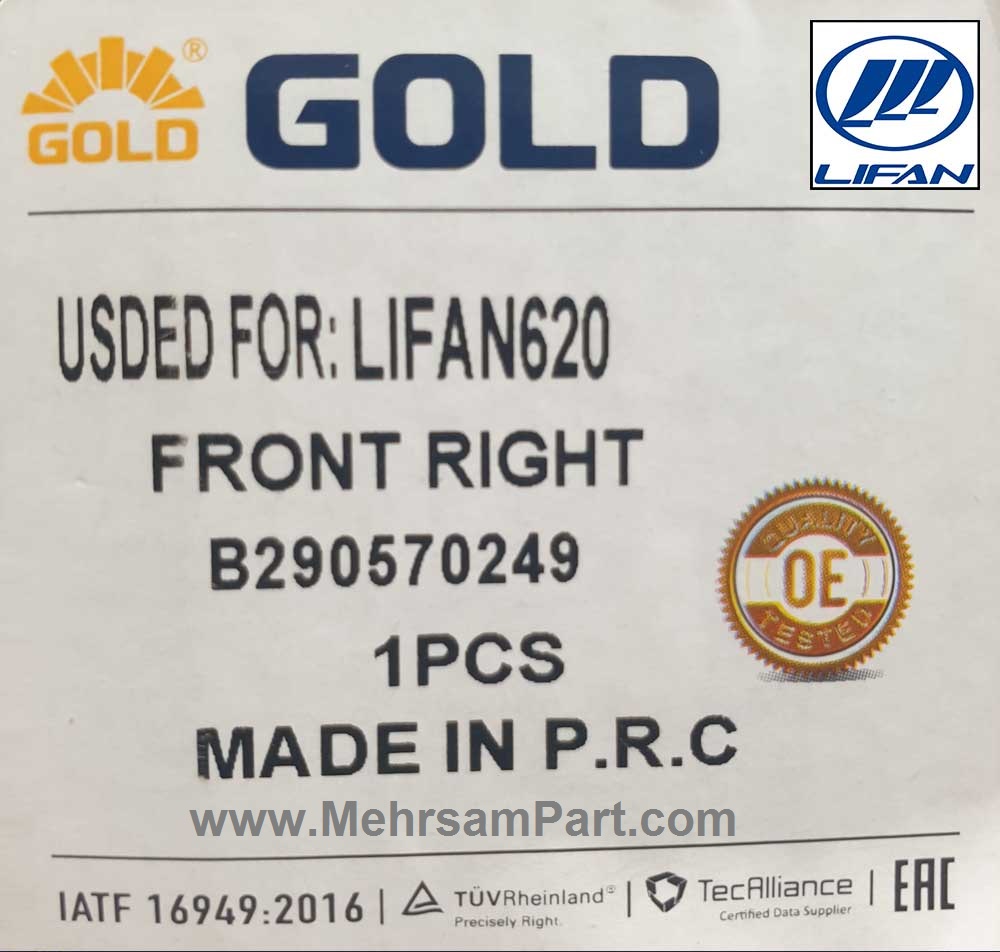 GOLD®
GOLD
LIFAN
USDED FOR: LIFAN620
FRONT RIGHT
B290570249
1PCS
QUALITY
OE
TESTED
MADE IN P.R.C
www.MehrsamPart.com
IATF 16949:2016 | TÜVRheinland® | TecAlliance | EAC
Precisely Right. Certified Data Supplier